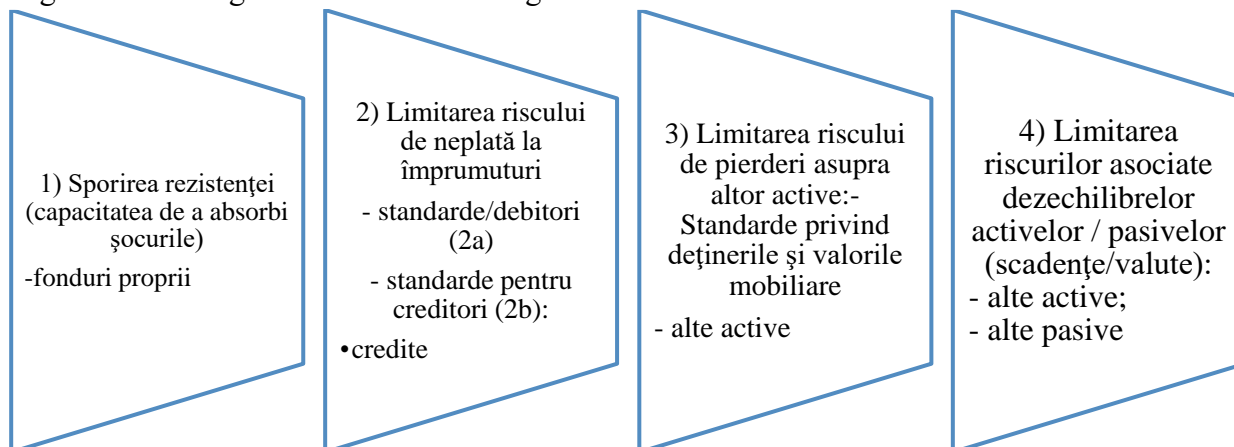 1) Sporirea rezistenţei
(capacitatea de a absorbi
şocurile)
-fonduri proprii
2) Limitarea riscului
de neplată la
împrumuturi
- standarde/debitori
(2a)
- standarde pentru
creditori (2b):
•credite
3) Limitarea riscului
de pierderi asupra
altor active:-
Standarde privind
deţinerile şi valorile
mobiliare
- alte active
4) Limitarea
riscurilor asociate
dezechilibrelor
activelor / pasivelor
(scadenţe/valute):
- alte active;
- alte pasive